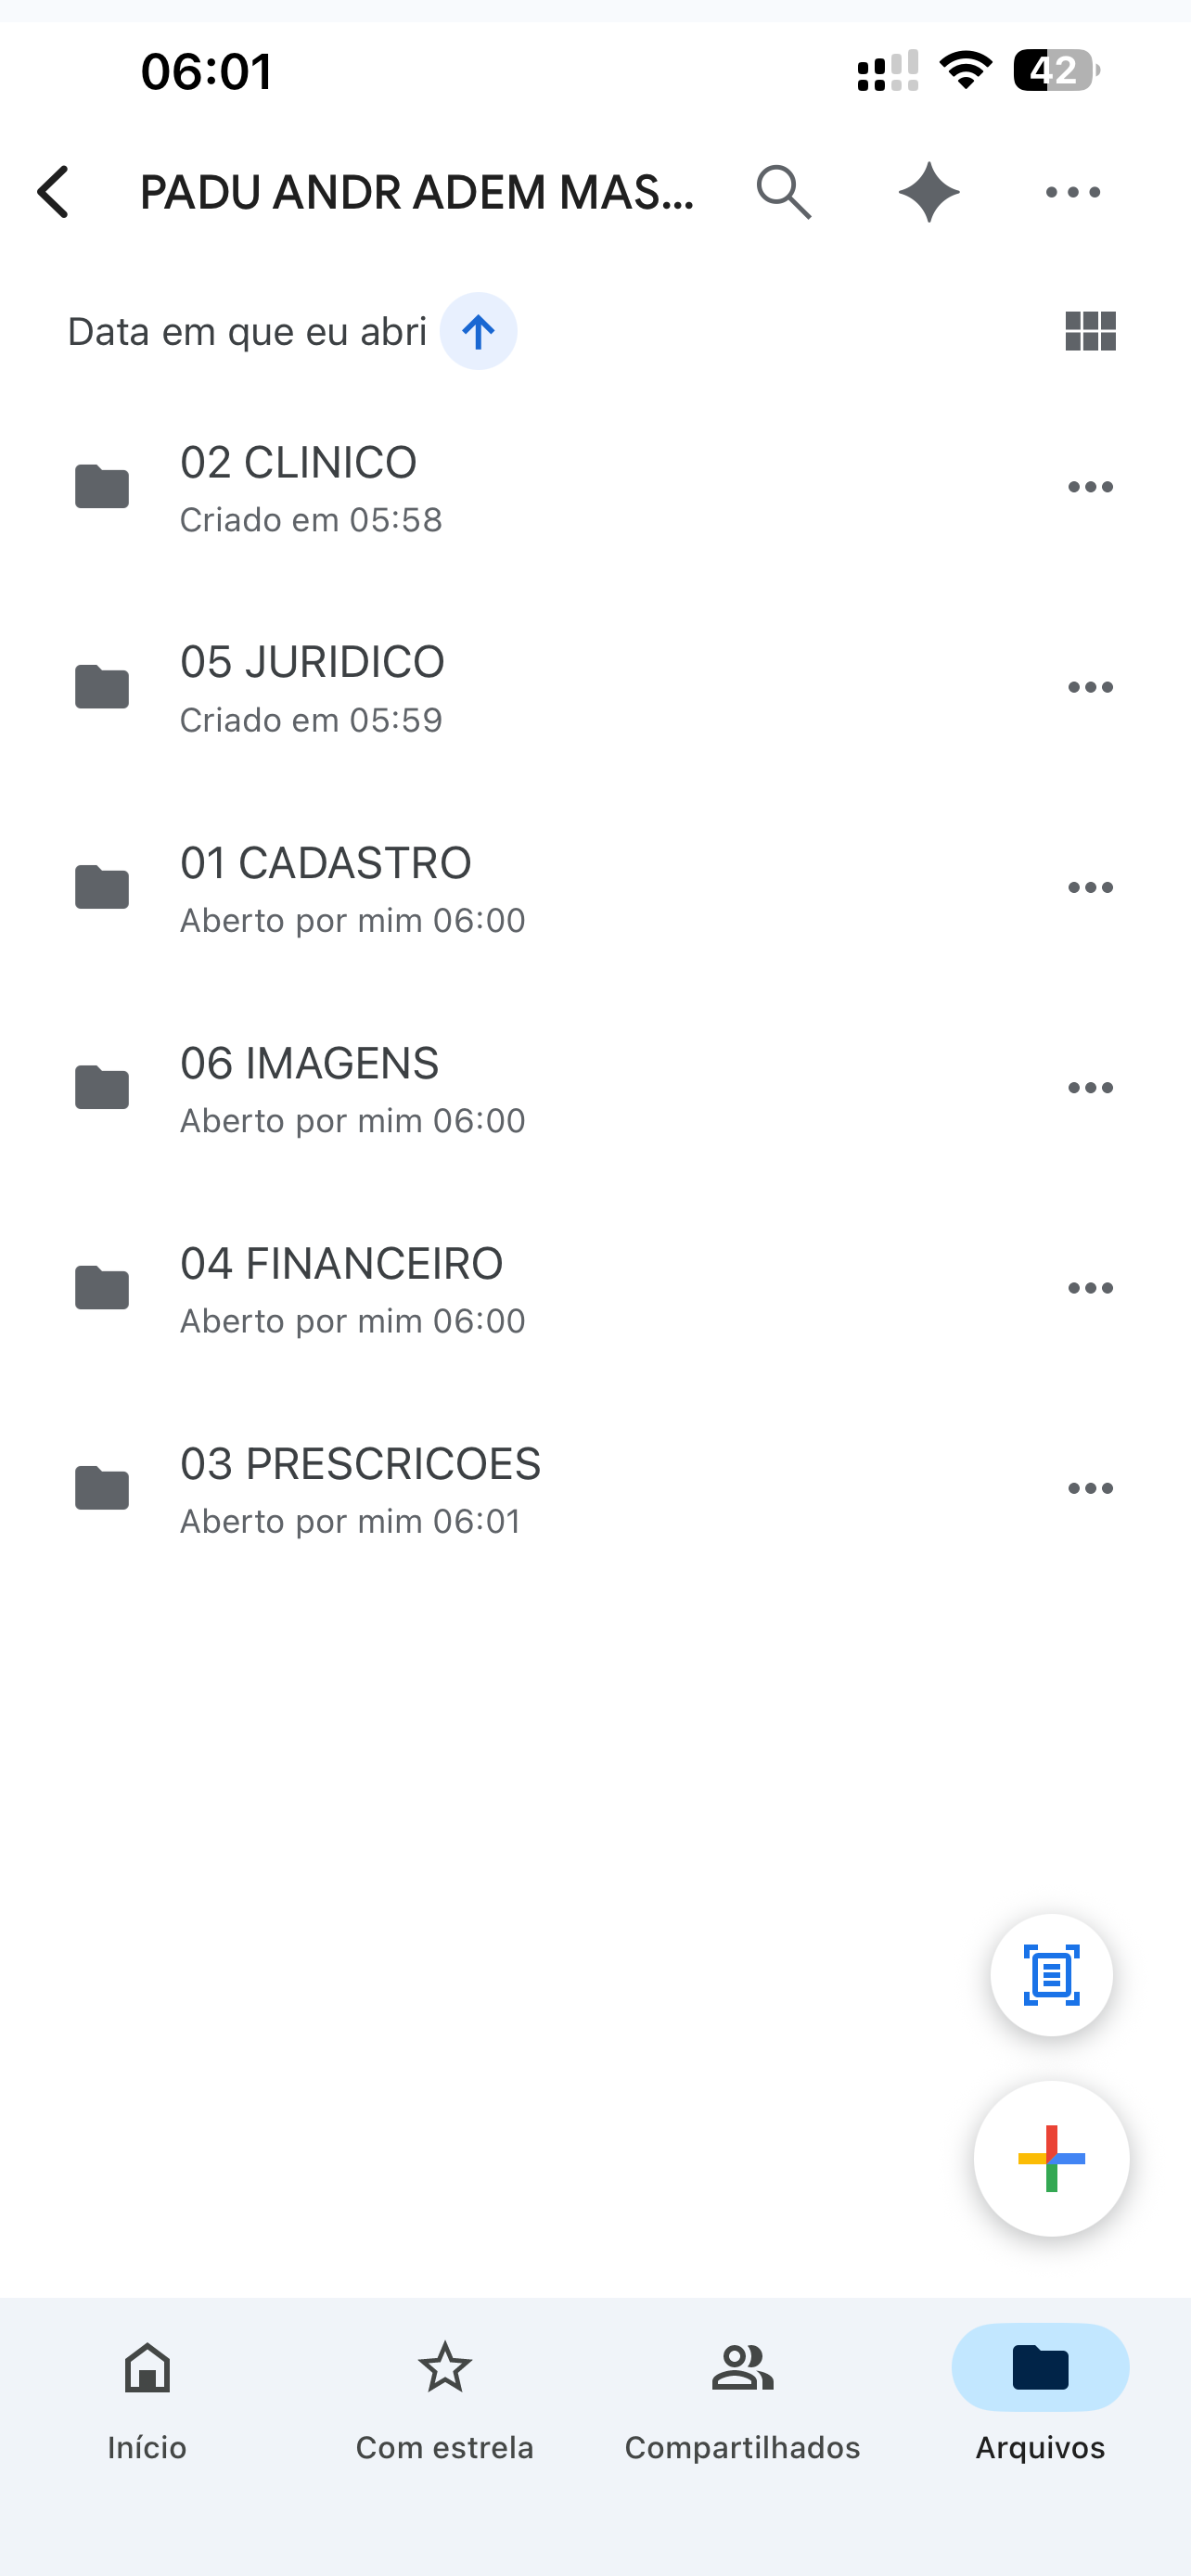 06:01
42
PADU ANDR ADEM MAS...
Data em que eu abri
02 CLINICO
Criado em 05:58
05 JURIDICO
Criado em 05:59
01 CADASTRO
Aberto por mim 06:00
06 IMAGENS
Aberto por mim 06:00
04 FINANCEIRO
Aberto por mim 06:00
03 PRESCRICOES
Aberto por mim 06:01
Início
Com estrela
Compartilhados
Arquivos